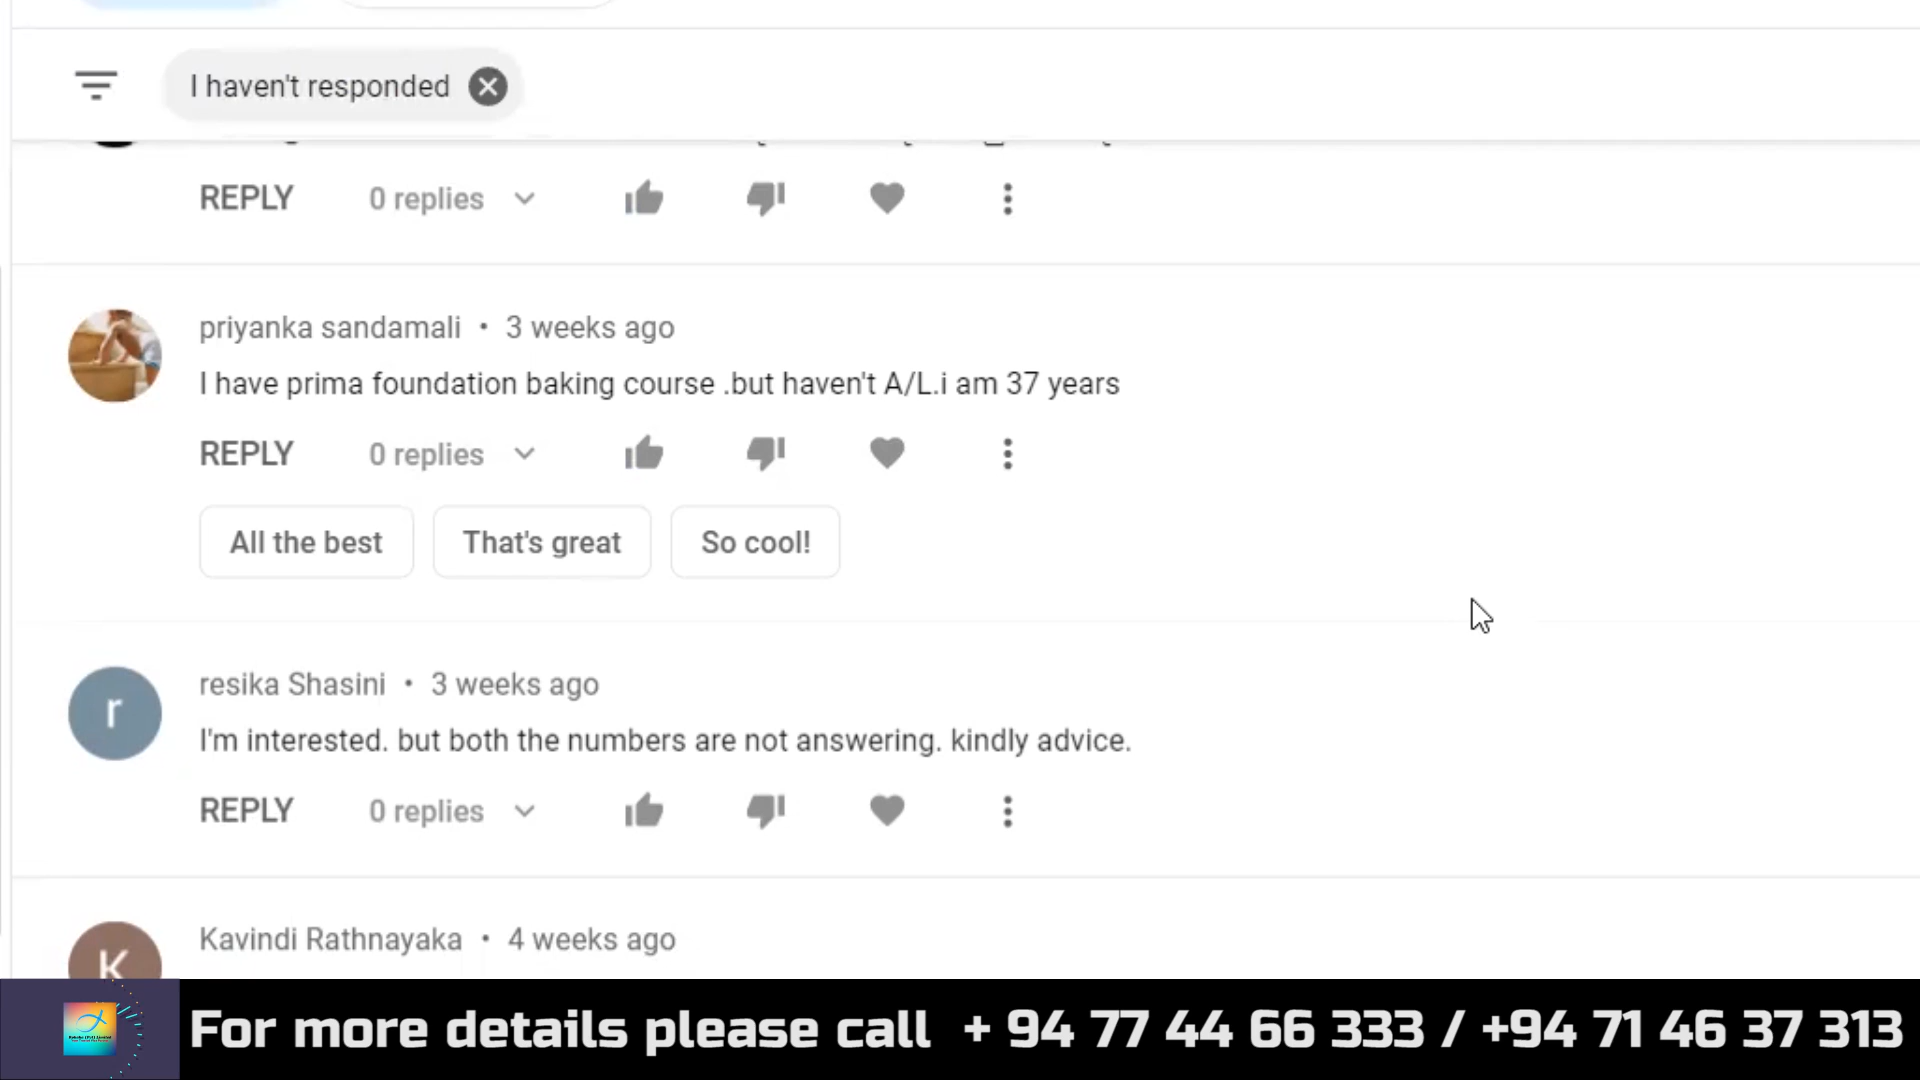 I haven't responded
REPLY 0 replies
priyanka sandamali • 3 weeks ago
I have prima foundation baking course .but haven't A/L.i am 37 years
REPLY 0 replies
All the best That's great So cool!
r
resika Shasini • 3 weeks ago
I'm interested. but both the numbers are not answering. kindly advice.
REPLY 0 replies
K
Kavindi Rathnayaka • 4 weeks ago
For more details please call + 94 77 44 66 333 / +94 71 46 37 313